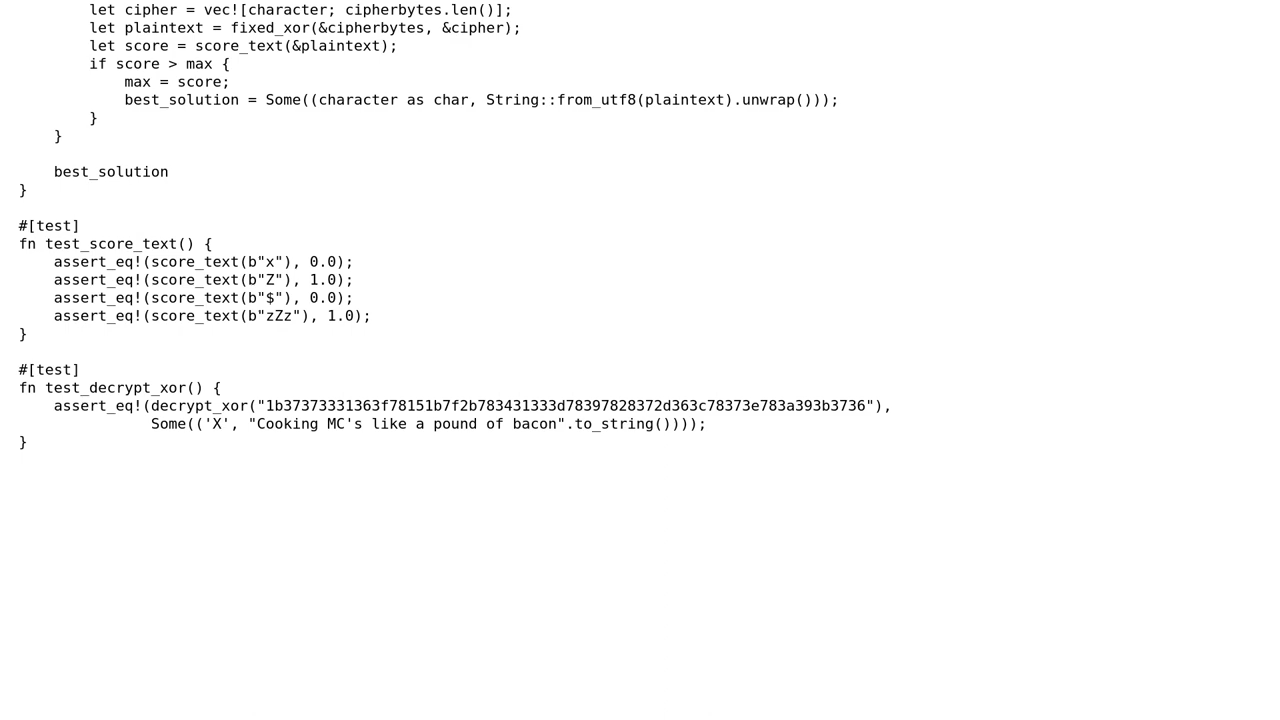 let cipher = vec![character; cipherbytes.len()];
let plaintext = fixed_xor(&cipherbytes, &cipher);
let score = score_text(&plaintext);
if score > max {
max = score;
best_solution = Some((character as char, String::from_utf8(plaintext).unwrap()));
}
}
best_solution
}
#[test]
fn test_score_text() {
assert_eq!(score_text(b"x"), 0.0);
assert_eq!(score_text(b"Z"), 1.0);
assert_eq!(score_text(b"$"), 0.0);
assert_eq!(score_text(b"zZz"), 1.0);
}
#[test]
fn test_decrypt_xor() {
assert_eq!(decrypt_xor("1b37373331363f78151b7f2b783431333d78397828372d363c78373e783a393b3736"),
Some(('X', "Cooking MC's like a pound of bacon".to_string())));
}